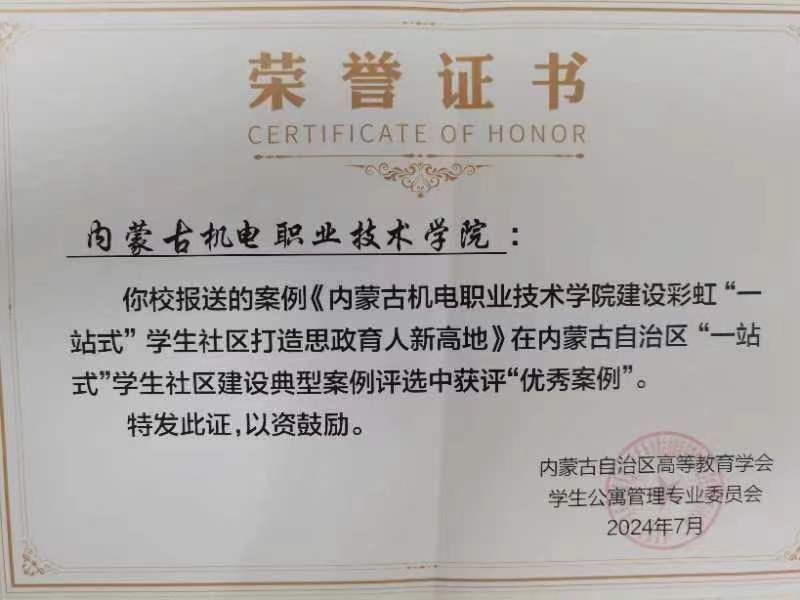 荣誉证书
CERTIFICATE OF HONOR
内蒙古机电职业技术学院：
你校报送的案例《内蒙古机电职业技术学院建设彩虹“一
站式” 学生社区打造思政育人新高地》在内蒙古自治区 “一站
式”学生社区建设典型案例评选中获评“优秀案例”。
特发此证，以资鼓励。
内蒙古自治区高等教育学会
学生公寓管理专业委员会
2024年7月